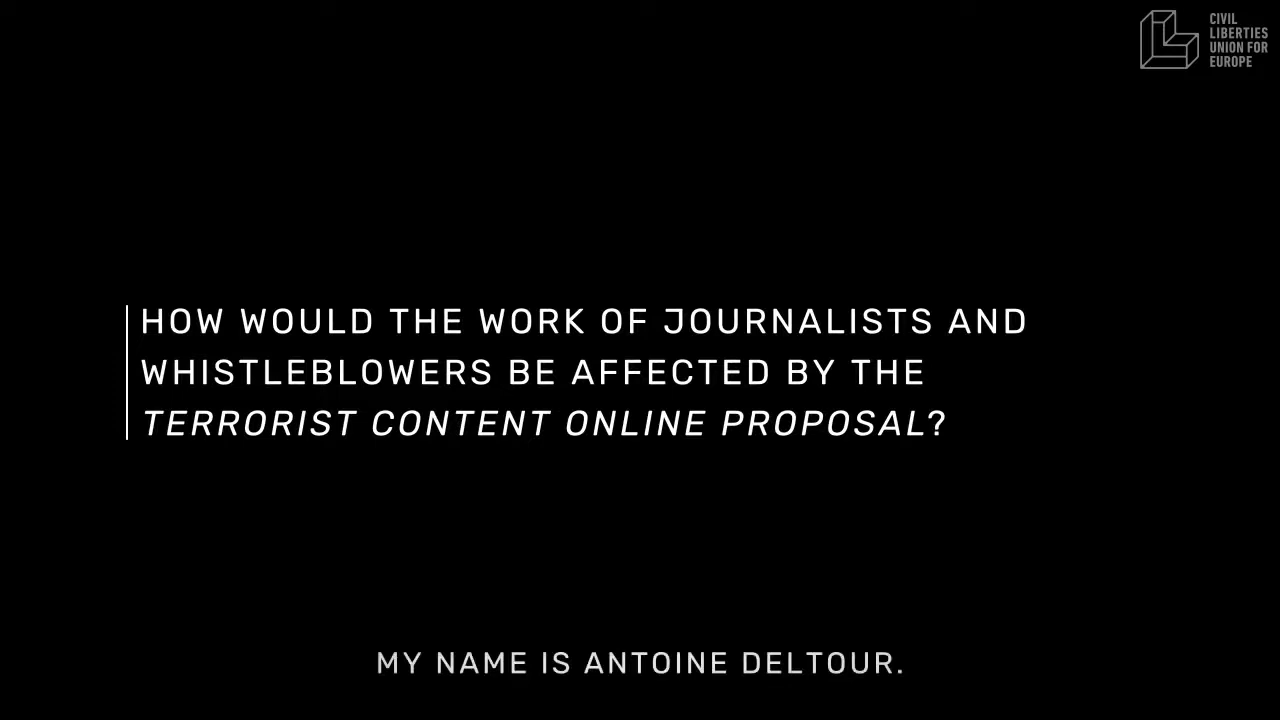 CIVIL
LIBERTIES
UNION FOR
EUROPE
HOW WOULD THE WORK OF JOURNALISTS AND
WHISTLEBLOWERS BE AFFECTED BY THE
TERRORIST CONTENT ONLINE PROPOSAL?
MY NAME IS ANTOINE DELTOUR.